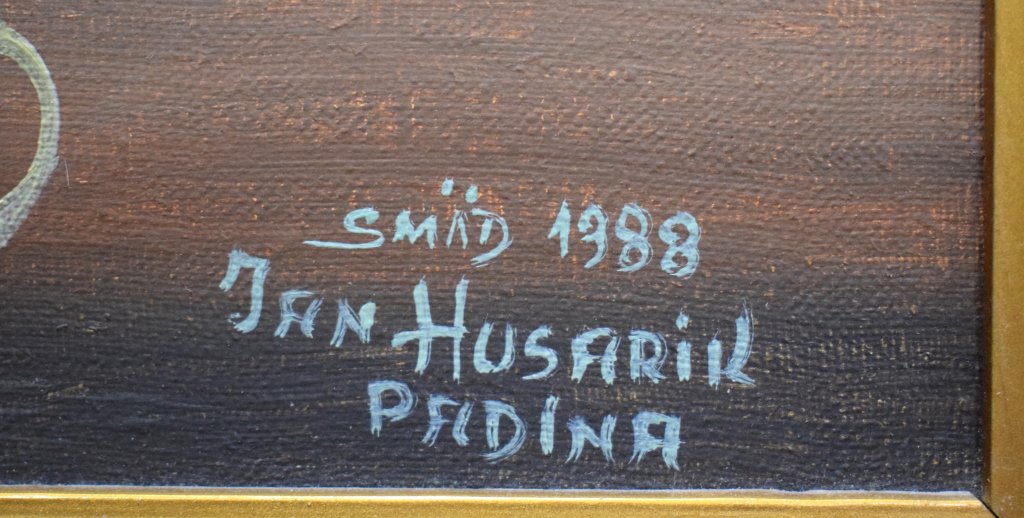 SMÄD 1988
JAN HUSARIK
PADINA